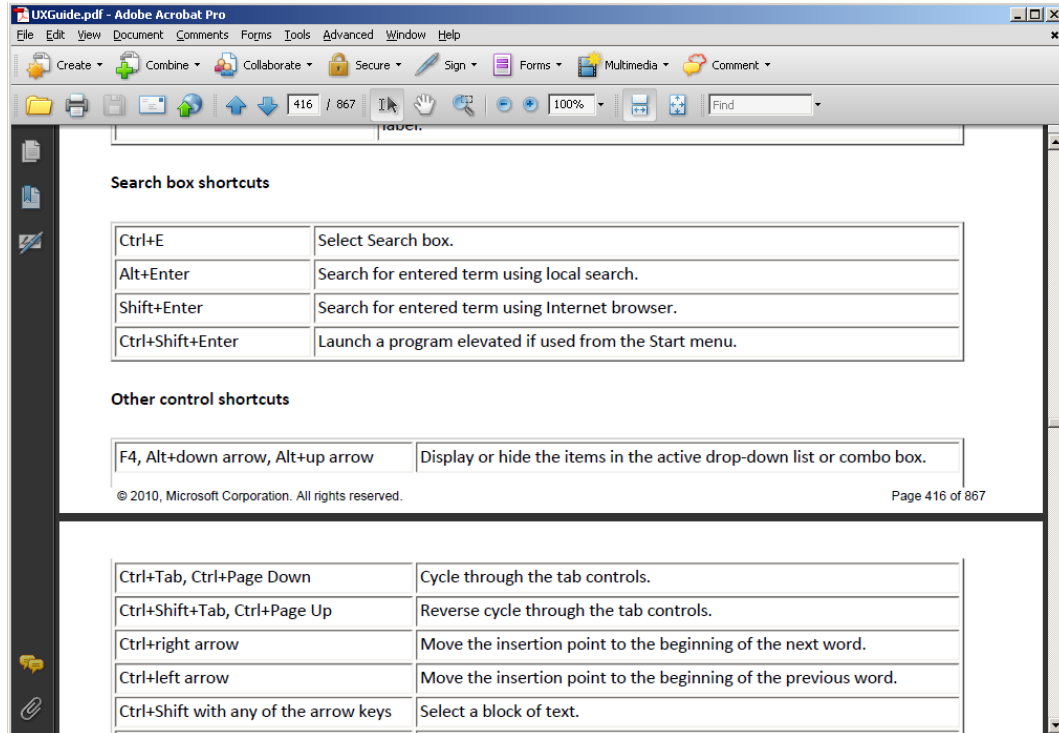 UXGuide.pdf - Adobe Acrobat Pro
File Edit View Document Comments Forms Tools Advanced Window Help
Create Combine Collaborate Secure Sign Forms Multimedia Comment
416 / 867 100% Find
label.
Search box shortcuts
Ctrl+E Select Search box.
Alt+Enter Search for entered term using local search.
Shift+Enter Search for entered term using Internet browser.
Ctrl+Shift+Enter Launch a program elevated if used from the Start menu.
Other control shortcuts
F4, Alt+down arrow, Alt+up arrow Display or hide the items in the active drop-down list or combo box.
© 2010, Microsoft Corporation. All rights reserved. Page 416 of 867
Ctrl+Tab, Ctrl+Page Down Cycle through the tab controls.
Ctrl+Shift+Tab, Ctrl+Page Up Reverse cycle through the tab controls.
Ctrl+right arrow Move the insertion point to the beginning of the next word.
Ctrl+left arrow Move the insertion point to the beginning of the previous word.
Ctrl+Shift with any of the arrow keys Select a block of text.